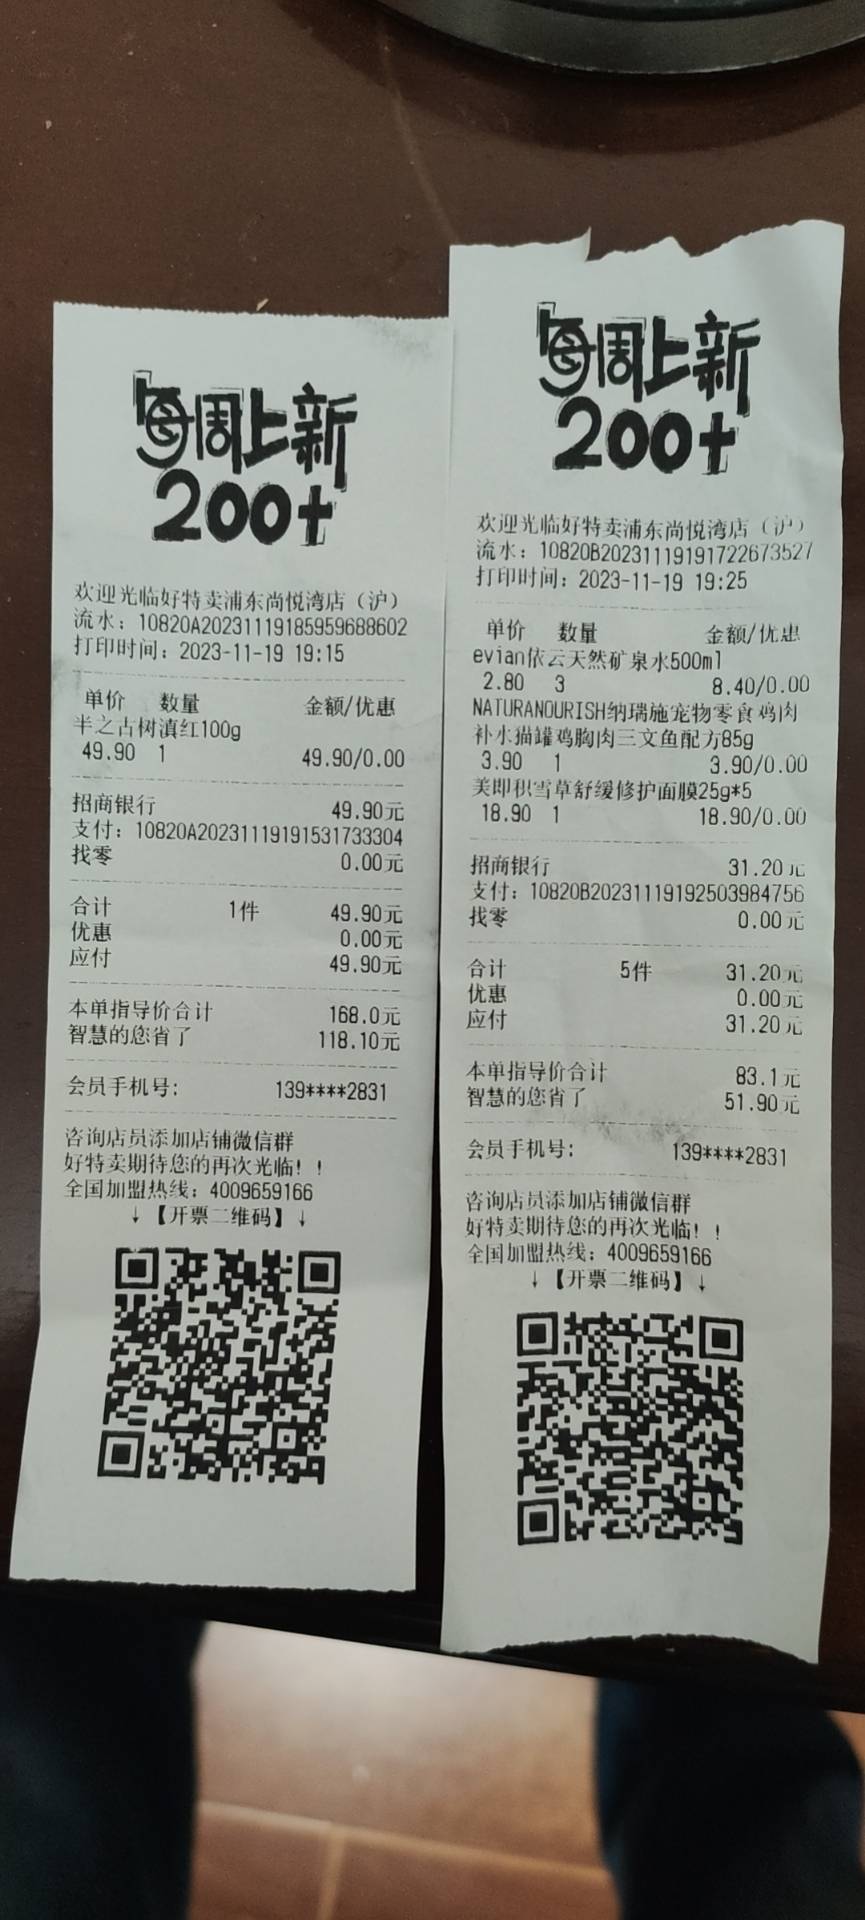 每周上新
200+
欢迎光临好特卖浦东尚悦湾店（沪）
流水：10820A20231119185959688602
打印时间：2023-11-19 19:15
单价 数量 金额/优惠
半之古树滇红100g
49.90 1 49.90/0.00
招商银行 49.90元
支付：10820A20231119191531733304
找零 0.00元
合计 1件 49.90元
优惠 0.00元
应付 49.90元
本单指导价合计 168.0元
智慧的您省了 118.10元
会员手机号： 139****2831
咨询店员添加店铺微信群
好特卖期待您的再次光临！！
全国加盟热线：4009659166
↓【开票二维码】↓
每周上新
200+
欢迎光临好特卖浦东尚悦湾店（沪）
流水：10820B20231119191722673527
打印时间：2023-11-19 19:25
单价 数量 金额/优惠
evian依云天然矿泉水500ml
2.80 3 8.40/0.00
NATURANOURISH纳瑞施宠物零食鸡肉
补水猫罐鸡胸肉三文鱼配方85g
3.90 1 3.90/0.00
美即积雪草舒缓修护面膜25g*5
18.90 1 18.90/0.00
招商银行 31.20元
支付：10820B20231119192503984756
找零 0.00元
合计 5件 31.20元
优惠 0.00元
应付 31.20元
本单指导价合计 83.1元
智慧的您省了 51.90元
会员手机号： 139****2831
咨询店员添加店铺微信群
好特卖期待您的再次光临！！
全国加盟热线：4009659166
↓【开票二维码】↓